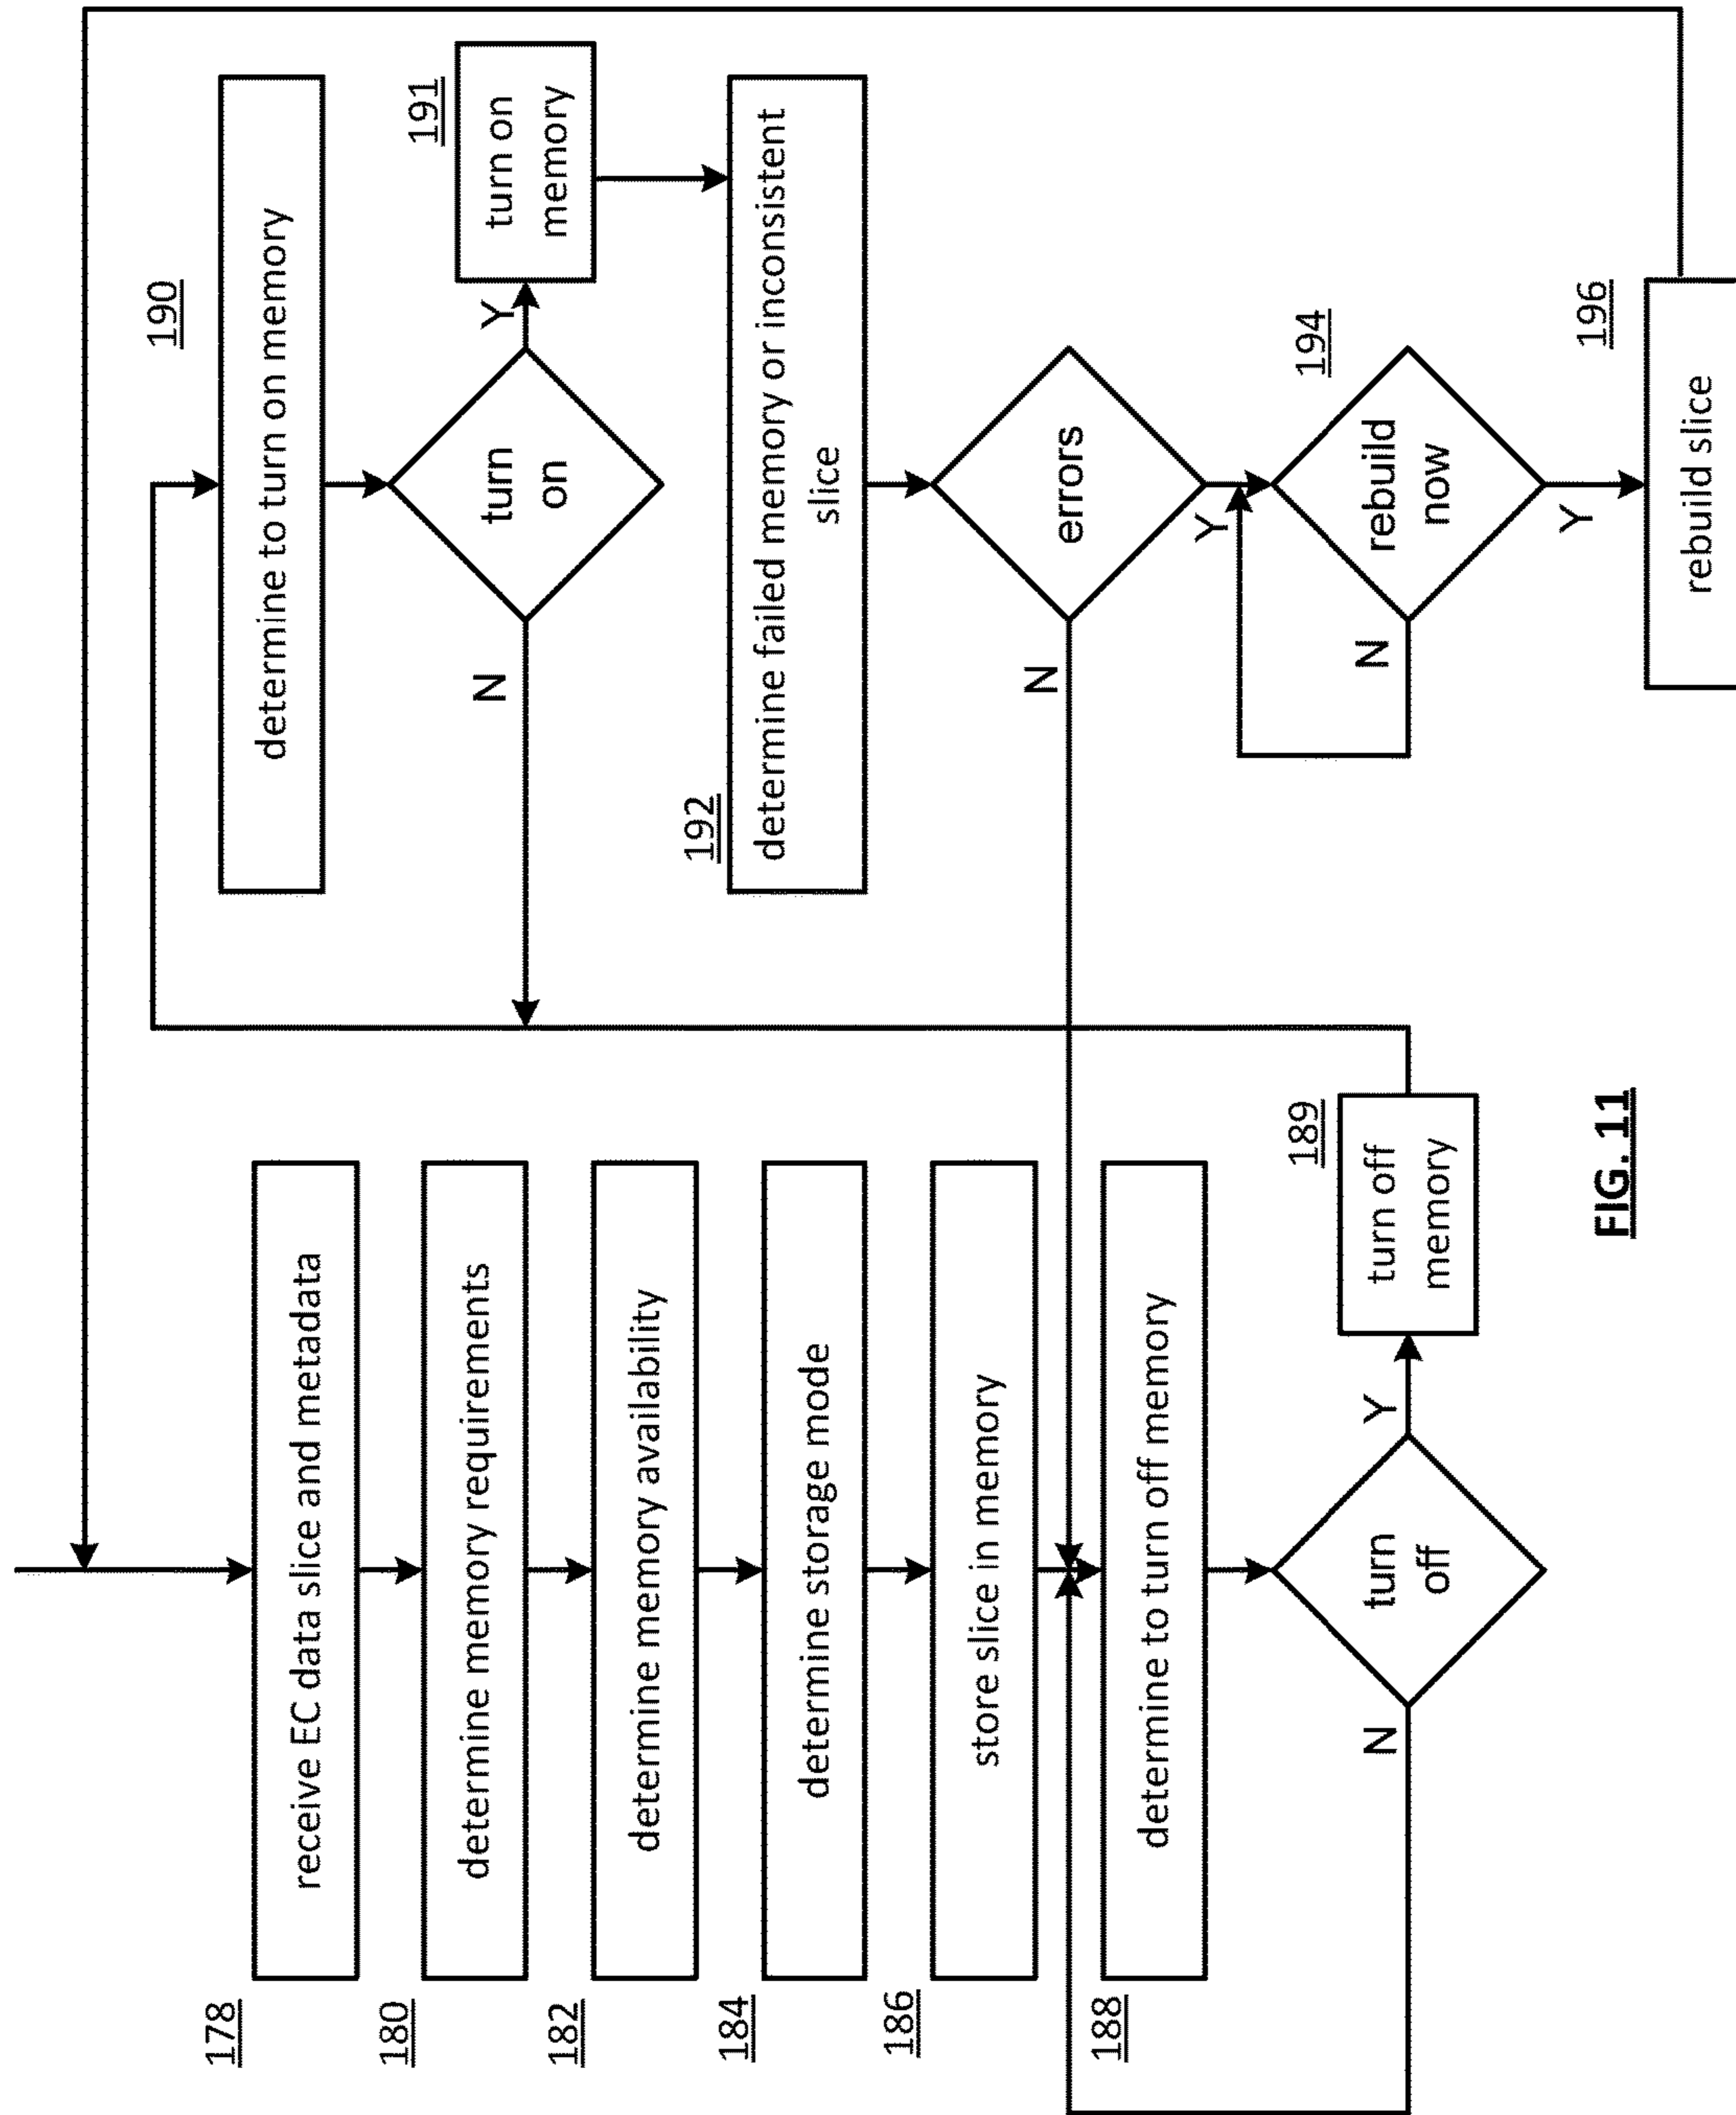 178
receive EC data slice and metadata
180
determine memory requirements
182
determine memory availability
184
determine storage mode
186
store slice in memory
188
determine to turn off memory
turn
off
N
Y
189
turn off
memory
190
determine to turn on memory
turn
on
N
Y
191
turn on
memory
192
determine failed memory or inconsistent
slice
errors
N
Y
194
rebuild
now
N
Y
196
rebuild slice
FIG. 11